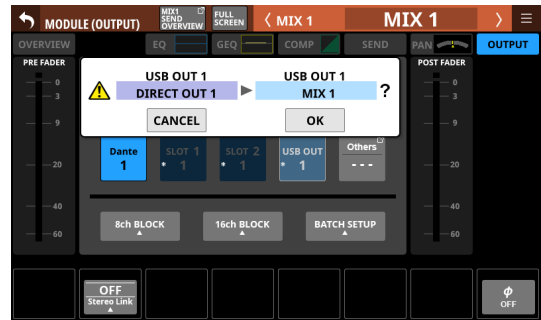 MODULE (OUTPUT)
MIX1
SEND
OVERVIEW
FULL
SCREEN
MIX 1
MIX 1
OVERVIEW
EQ
GEQ
COMP
SEND
PAN
OUTPUT
PRE FADER
POST FADER
0
3
9
20
40
60
USB OUT 1
DIRECT OUT 1
USB OUT 1
MIX 1
?
CANCEL
OK
Dante
1
SLOT 1
* 1
SLOT 2
* 1
USB OUT
* 1
Others
---
8ch BLOCK
16ch BLOCK
BATCH SETUP
0
3
9
20
40
60
OFF
Stereo Link
ϕ
OFF